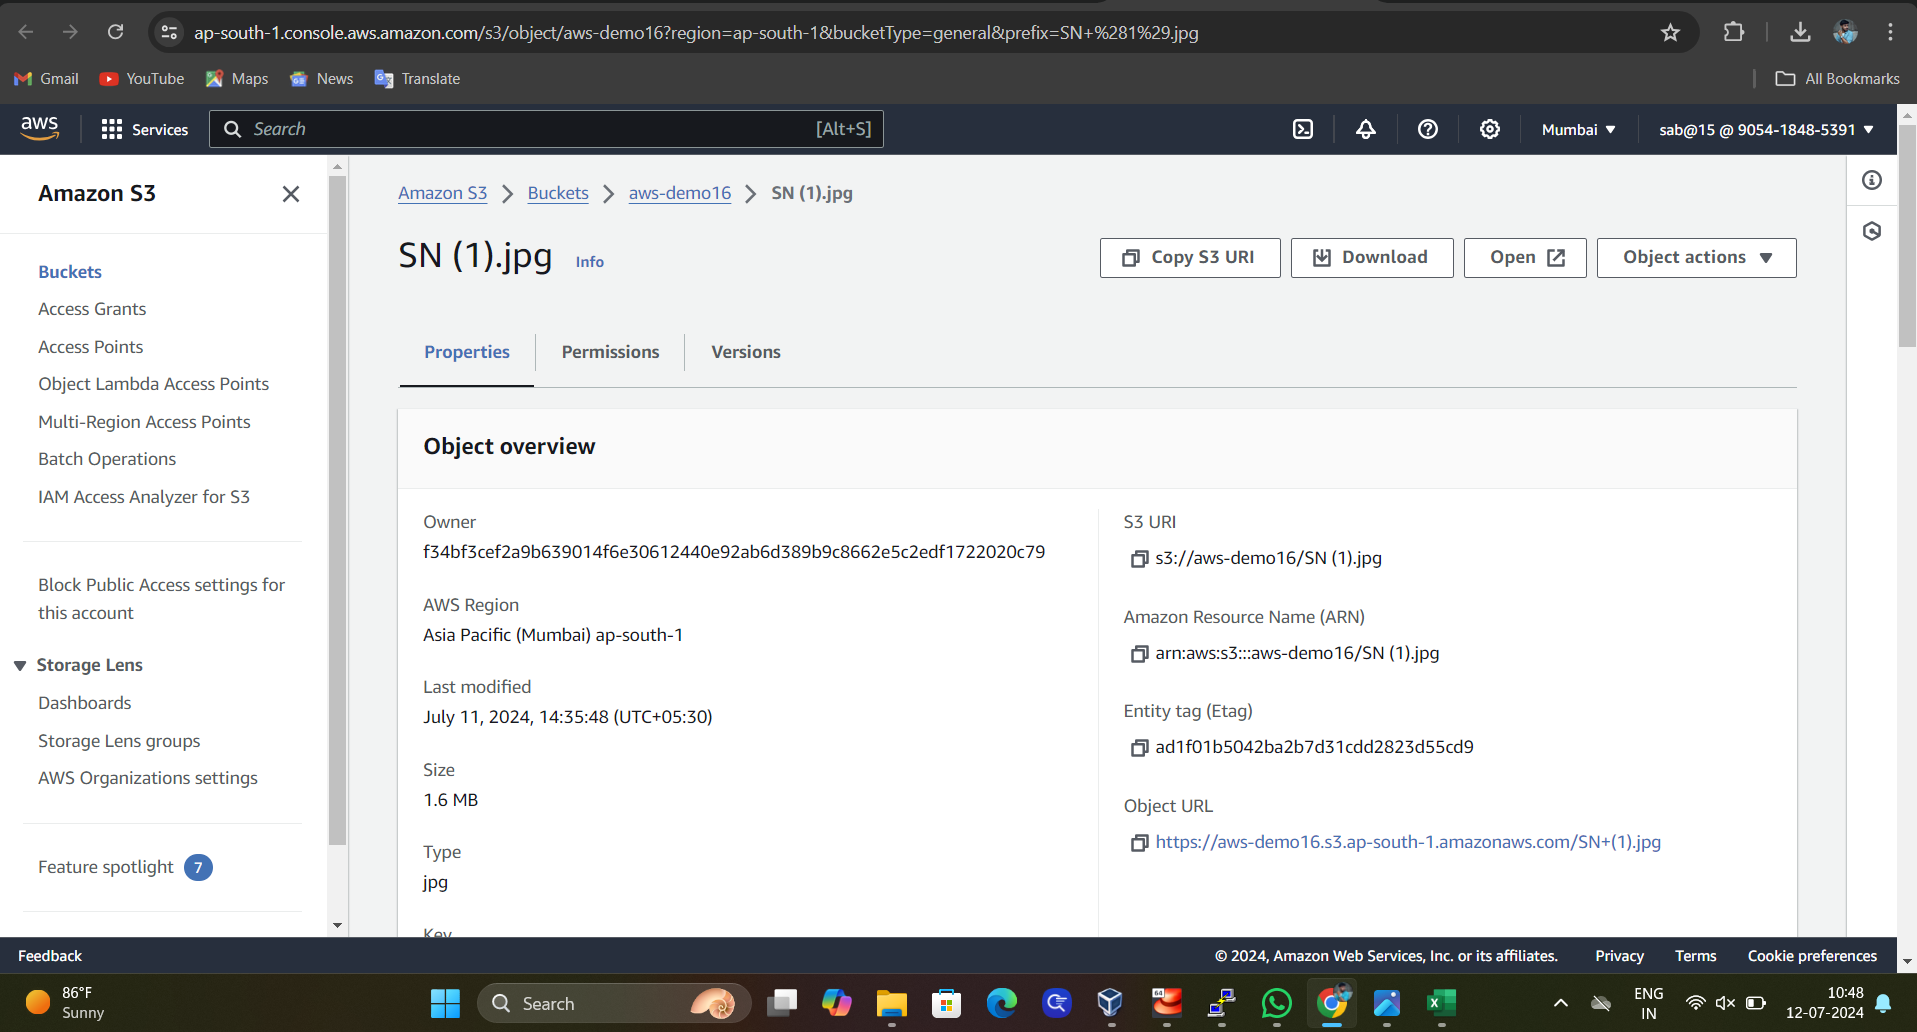 ap-south-1.console.aws.amazon.com/s3/object/aws-demo16?region=ap-south-1&bucketType=general&prefix=SN+%281%29.jpg
Gmail YouTube Maps News Translate All Bookmarks
aws Services Search [Alt+S] Mumbai sab@15 @ 9054-1848-5391
Amazon S3
Buckets
Access Grants
Access Points
Object Lambda Access Points
Multi-Region Access Points
Batch Operations
IAM Access Analyzer for S3
Block Public Access settings for
this account
Storage Lens
Dashboards
Storage Lens groups
AWS Organizations settings
Feature spotlight 7
Amazon S3 Buckets aws-demo16 SN (1).jpg
SN (1).jpg Info
Copy S3 URI Download Open Object actions
Properties Permissions Versions
Object overview
Owner
f34bf3cef2a9b639014f6e30612440e92ab6d389b9c8662e5c2edf1722020c79
AWS Region
Asia Pacific (Mumbai) ap-south-1
Last modified
July 11, 2024, 14:35:48 (UTC+05:30)
Size
1.6 MB
Type
jpg
Key
S3 URI
s3://aws-demo16/SN (1).jpg
Amazon Resource Name (ARN)
arn:aws:s3:::aws-demo16/SN (1).jpg
Entity tag (Etag)
ad1f01b5042ba2b7d31cdd2823d55cd9
Object URL
https://aws-demo16.s3.ap-south-1.amazonaws.com/SN+(1).jpg
Feedback © 2024, Amazon Web Services, Inc. or its affiliates. Privacy Terms Cookie preferences
86°F
Sunny
Search
64
ENG
IN
10:48
12-07-2024